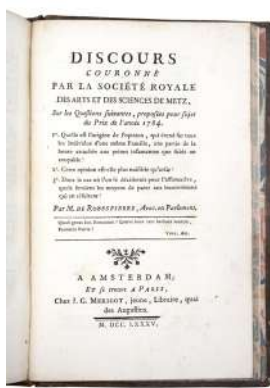 DISCOURS
COURONNÉ
PAR LA SOCIÉTÉ ROYALE
DES ARTS ET DES SCIENCES DE METZ,
Sur les Questions suivantes, proposées pour sujet
du Prix de l'année 1784.
1°. Quelle est l'origine de l'opinion, qui étend sur tous
les individus d'une même Famille, une partie de la
honte attachée aux peines infamantes que subit un
coupable?
2°. Cette opinion est-elle plus nuisible qu'utile?
3°. Dans le cas où l'on se décideroit pour l'affirmative,
quels seroient les moyens de parer aux inconvéniens
qui en résultent?
Par M. DE ROBESPIERRE, Avocat en Parlement.
VIRG. Æn.
A AMSTERDAM;
Et se trouve A PARIS,
Chez J. G. MERIGOT, jeune, Libraire, quai
des Augustins.
M. DCC. LXXXV.